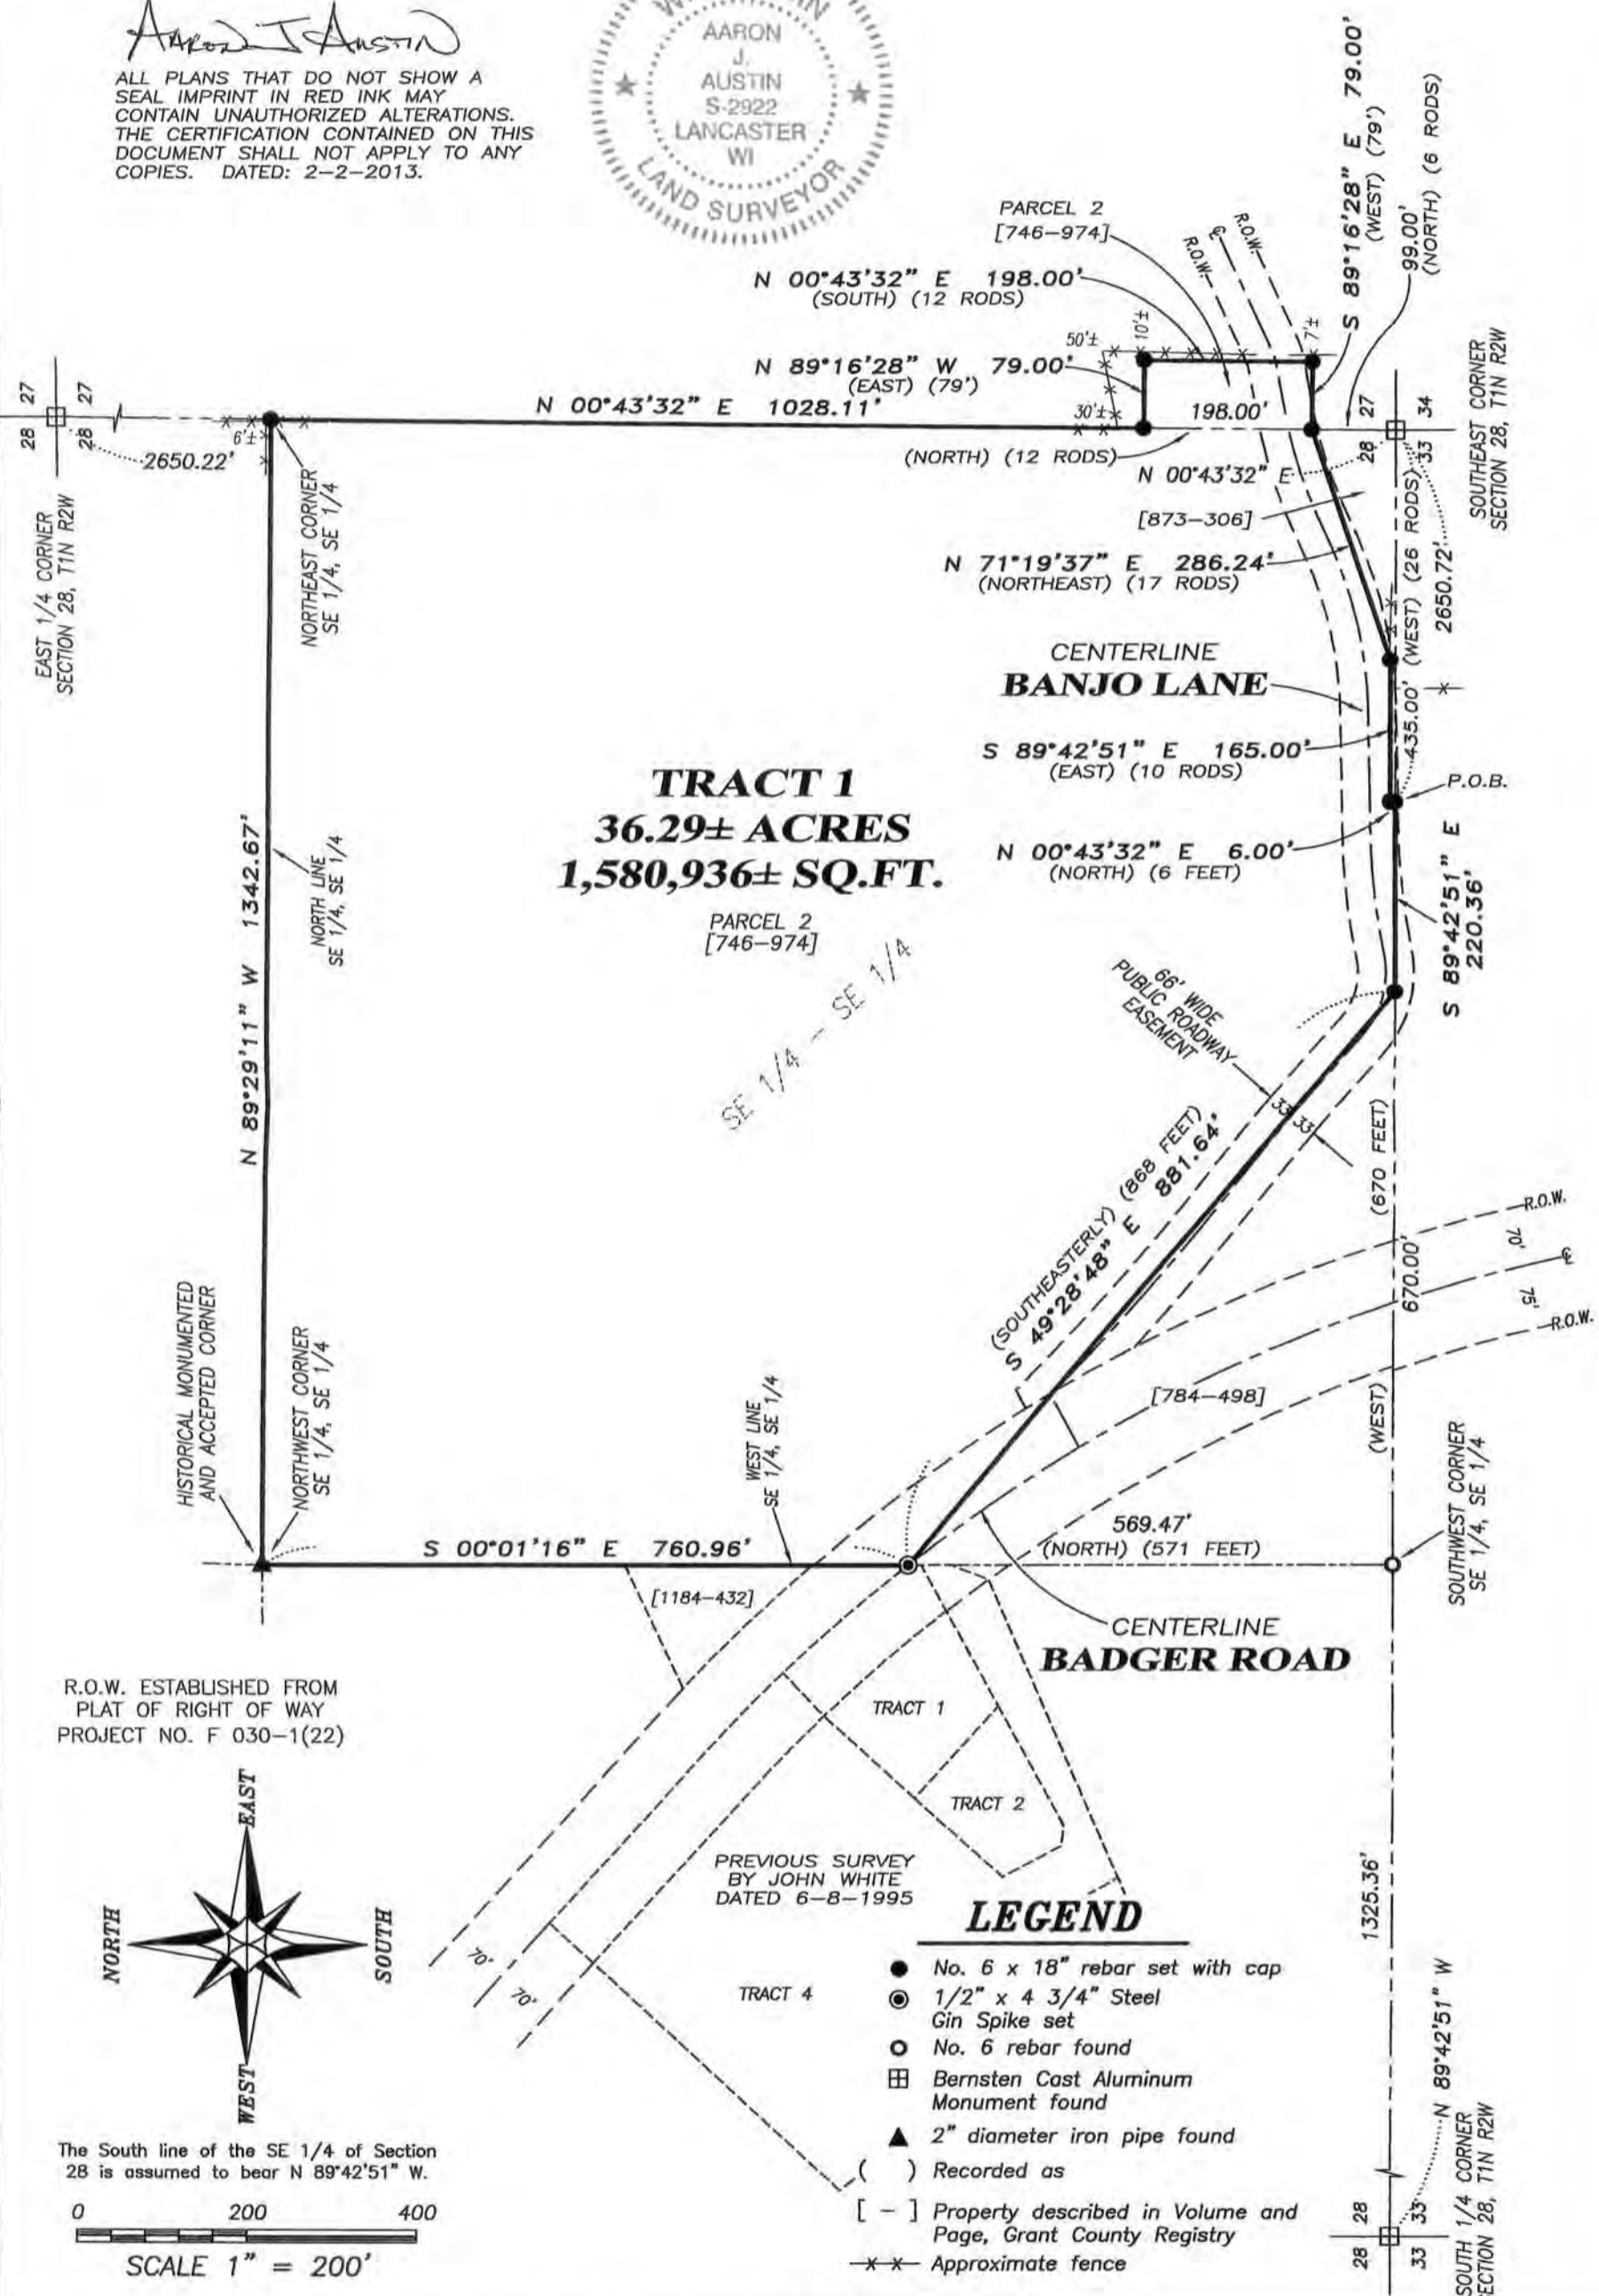 AARON J AUSTIN
ALL PLANS THAT DO NOT SHOW A
SEAL IMPRINT IN RED INK MAY
CONTAIN UNAUTHORIZED ALTERATIONS.
THE CERTIFICATION CONTAINED ON THIS
DOCUMENT SHALL NOT APPLY TO ANY
COPIES. DATED: 2-2-2013.
AARON
J.
AUSTIN
S-2922
LANCASTER
WI
LAND SURVEYOR
PARCEL 2
[746-974]
R.O.W.
℄
R.O.W.
S 89°16'28" E 79.00'
(WEST) (79')
99.00'
(NORTH) (6 RODS)
N 00°43'32" E 198.00'
(SOUTH) (12 RODS)
50'±
10'±
7'±
N 89°16'28" W 79.00'
(EAST) (79')
30'±
198.00'
N 00°43'32" E 1028.11'
(NORTH) (12 RODS)
N 00°43'32" E
27
27
28
28
6'±
2650.22'
EAST 1/4 CORNER
SECTION 28, T1N R2W
NORTHEAST CORNER
SE 1/4, SE 1/4
27
34
28
33
SOUTHEAST CORNER
SECTION 28, T1N R2W
[873-306]
N 71°19'37" E 286.24'
(NORTHEAST) (17 RODS)
(WEST) (26 RODS)
2650.72'
435.00'
CENTERLINE
BANJO LANE
S 89°42'51" E 165.00'
(EAST) (10 RODS)
P.O.B.
N 00°43'32" E 6.00'
(NORTH) (6 FEET)
S 89°42'51" E
220.36'
TRACT 1
36.29± ACRES
1,580,936± SQ.FT.
PARCEL 2
[746-974]
SE 1/4 - SE 1/4
N 89°29'11" W 1342.67'
NORTH LINE
SE 1/4, SE 1/4
66' WIDE
PUBLIC ROADWAY
EASEMENT
33
33
(SOUTHEASTERLY) (868 FEET)
S 49°28'48" E 881.64'
(670 FEET)
670.00'
(WEST)
R.O.W.
70'
℄
75'
R.O.W.
[784-498]
HISTORICAL MONUMENTED
AND ACCEPTED CORNER
NORTHWEST CORNER
SE 1/4, SE 1/4
WEST LINE
SE 1/4, SE 1/4
SOUTHWEST CORNER
SE 1/4, SE 1/4
S 00°01'16" E 760.96'
569.47'
(NORTH) (571 FEET)
[1184-432]
CENTERLINE
BADGER ROAD
R.O.W. ESTABLISHED FROM
PLAT OF RIGHT OF WAY
PROJECT NO. F 030-1(22)
TRACT 1
TRACT 2
PREVIOUS SURVEY
BY JOHN WHITE
DATED 6-8-1995
TRACT 4
70'
70'
EAST
NORTH
SOUTH
WEST
The South line of the SE 1/4 of Section
28 is assumed to bear N 89°42'51" W.
0 200 400
SCALE 1" = 200'
LEGEND
No. 6 x 18" rebar set with cap
1/2" x 4 3/4" Steel
Gin Spike set
No. 6 rebar found
Bernsten Cast Aluminum
Monument found
2" diameter iron pipe found
( ) Recorded as
[ - ] Property described in Volume and
Page, Grant County Registry
Approximate fence
1325.36'
N 89°42'51" W
28
33
28
33
SOUTH 1/4 CORNER
SECTION 28, T1N R2W